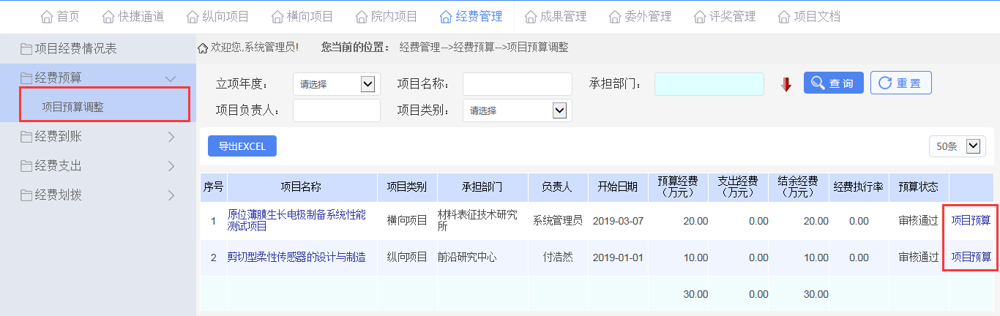 首页 快捷通道 纵向项目 横向项目 院内项目 经费管理 成果管理 委外管理 评奖管理 项目文档
项目经费情况表
经费预算
项目预算调整
经费到账
经费支出
经费划拨
欢迎您,系统管理员! 您当前的位置： 经费管理-->经费预算-->项目预算调整
立项年度： 请选择 项目名称： 承担部门： 查 询 重 置
项目负责人： 项目类别： 请选择
导出EXCEL 50条
序号 项目名称 项目类别 承担部门 负责人 开始日期 预算经费（万元） 支出经费（万元） 结余经费（万元） 经费执行率 预算状态
1 原位薄膜生长电极制备系统性能测试项目 横向项目 材料表征技术研究所 系统管理员 2019-03-07 20.00 0.00 20.00 0.00 审核通过 项目预算
2 剪切型柔性传感器的设计与制造 纵向项目 前沿研究中心 付浩然 2019-01-01 10.00 0.00 10.00 0.00 审核通过 项目预算
30.00 0.00 30.00